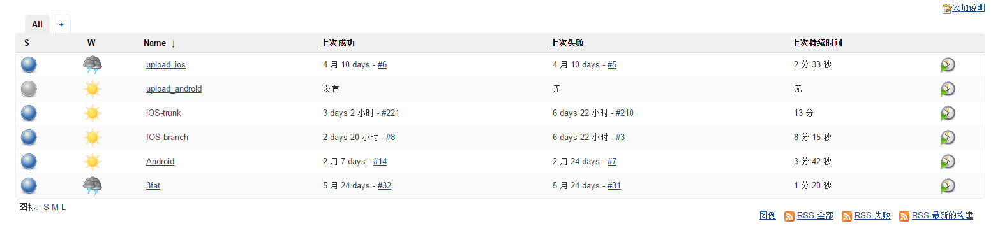 添加说明
All +
S W Name ↓ 上次成功 上次失败 上次持续时间
upload_ios 4 月 10 days - #6 4 月 10 days - #5 2 分 33 秒
upload_android 没有 无 无
iOS-trunk 3 days 2 小时 - #221 6 days 22 小时 - #210 13 分
IOS-branch 2 days 20 小时 - #8 6 days 22 小时 - #3 8 分 15 秒
Android 2 月 7 days - #14 2 月 24 days - #7 3 分 42 秒
3fat 5 月 24 days - #32 5 月 24 days - #31 1 分 20 秒
图标: S M L
图例 RSS 全部 RSS 失败 RSS 最新的构建